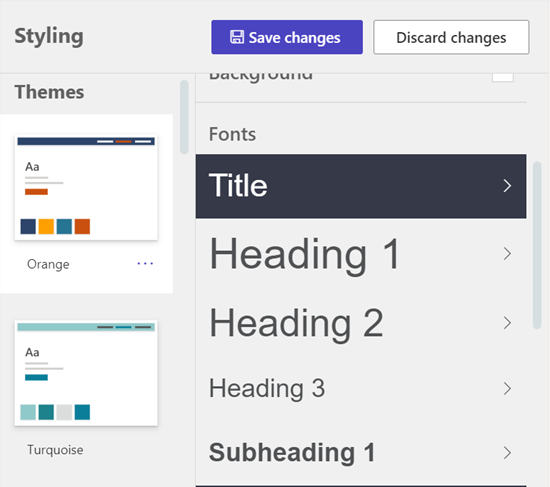 Styling
Save changes
Discard changes
Themes
Aa
Orange
Aa
Turquoise
Background
Fonts
Title
Heading 1
Heading 2
Heading 3
Subheading 1